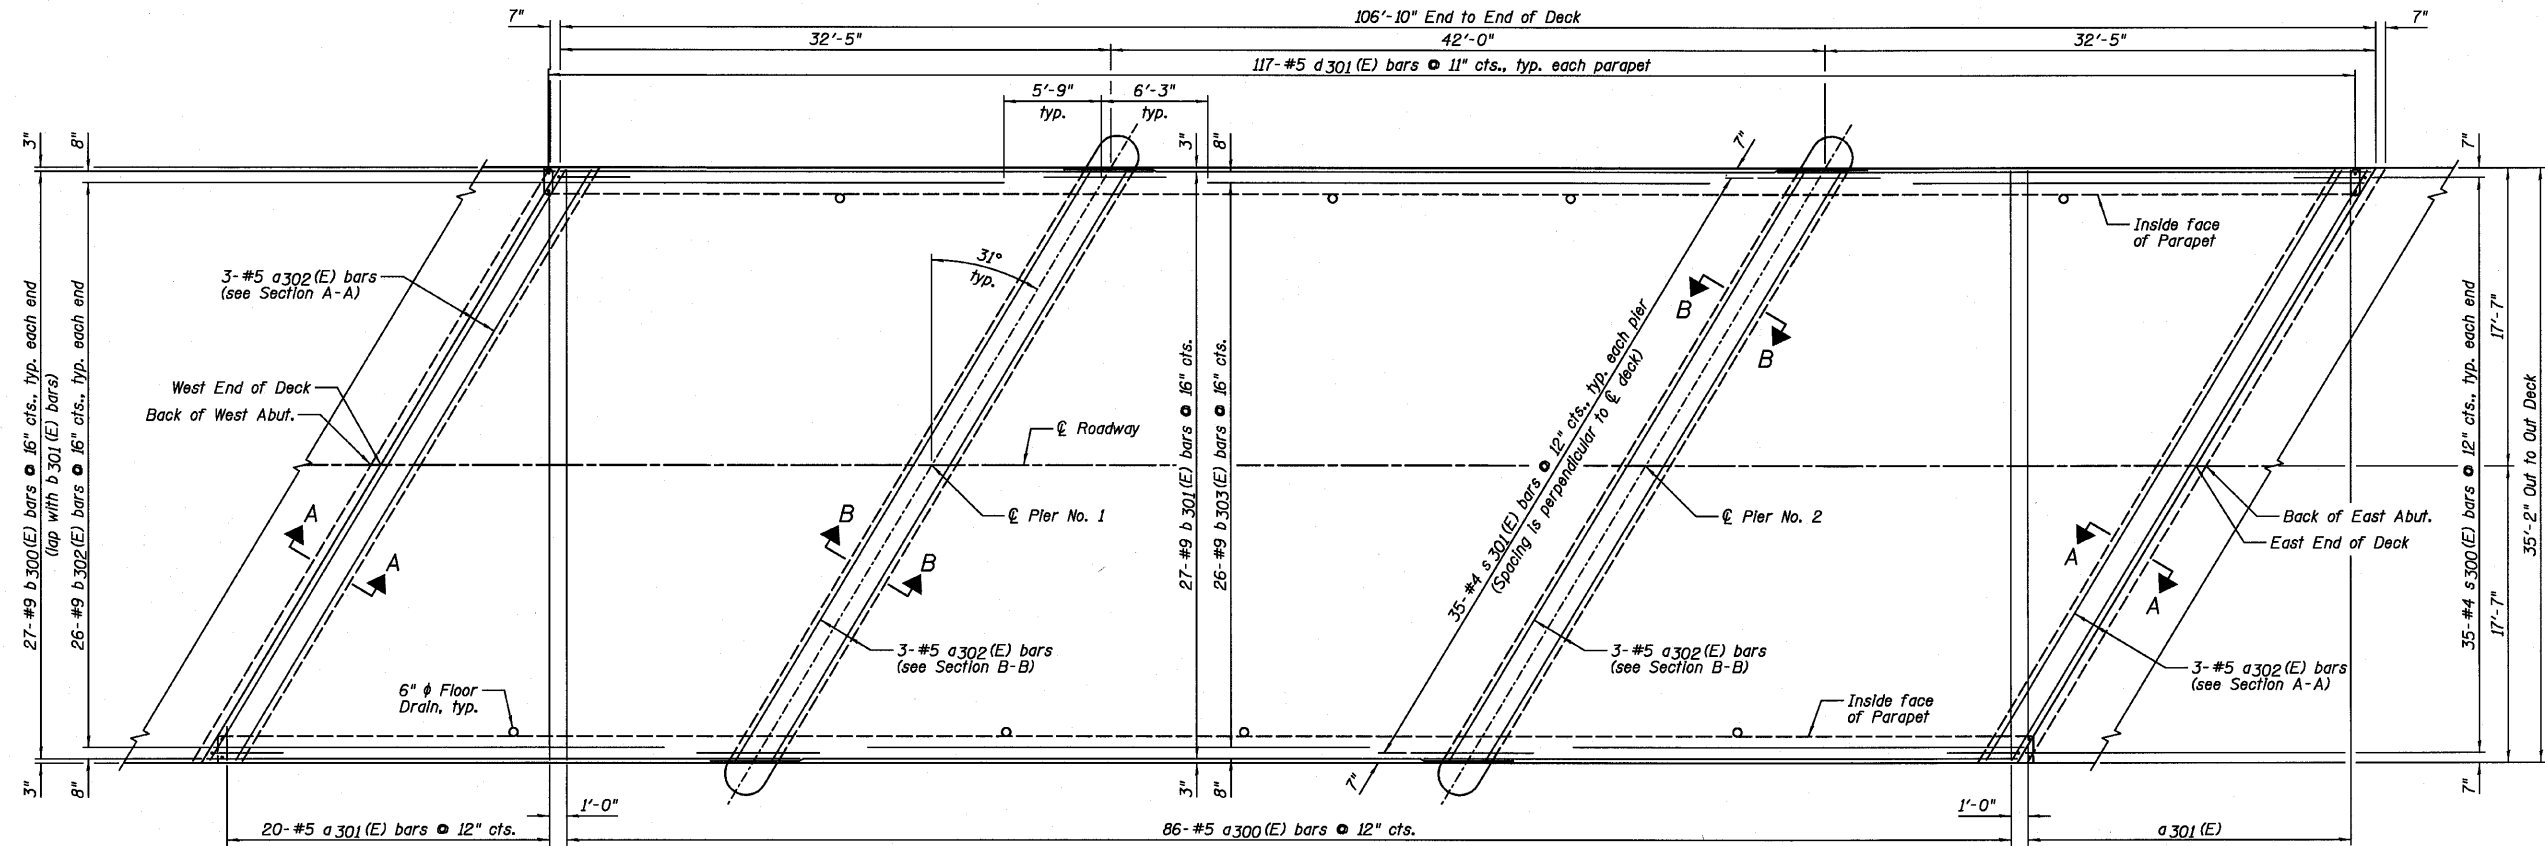 7"
106'-10" End to End of Deck
7"
32'-5"
42'-0"
32'-5"
117-#5 d301(E) bars @ 11" cts., typ. each parapet
5'-9"
typ.
6'-3"
typ.
3"
8"
3"
8"
7"
7"
Inside face
of Parapet
3-#5 a302(E) bars
(see Section A-A)
31°
typ.
B
B
27-#9 b300(E) bars @ 16" cts., typ. each end
(lap with b301(E) bars)
26-#9 b302(E) bars @ 16" cts., typ. each end
West End of Deck
Back of West Abut.
℄ Roadway
27-#9 b301(E) bars @ 16" cts.
26-#9 b303(E) bars @ 16" cts.
35-#4 s301(E) bars @ 12" cts., typ. each pier
(Spacing is perpendicular to ℄ deck)
35-#4 s300(E) bars @ 12" cts., typ. each end
17'-7"
17'-7"
35'-2" Out to Out Deck
A
A
B
B
℄ Pier No. 1
℄ Pier No. 2
Back of East Abut.
East End of Deck
A
A
3-#5 a302(E) bars
(see Section B-B)
3-#5 a302(E) bars
(see Section B-B)
3-#5 a302(E) bars
(see Section A-A)
6" ϕ Floor
Drain, typ.
Inside face
of Parapet
3"
8"
3"
8"
7"
7"
1'-0"
1'-0"
20-#5 a301(E) bars @ 12" cts.
86-#5 a300(E) bars @ 12" cts.
a301(E)